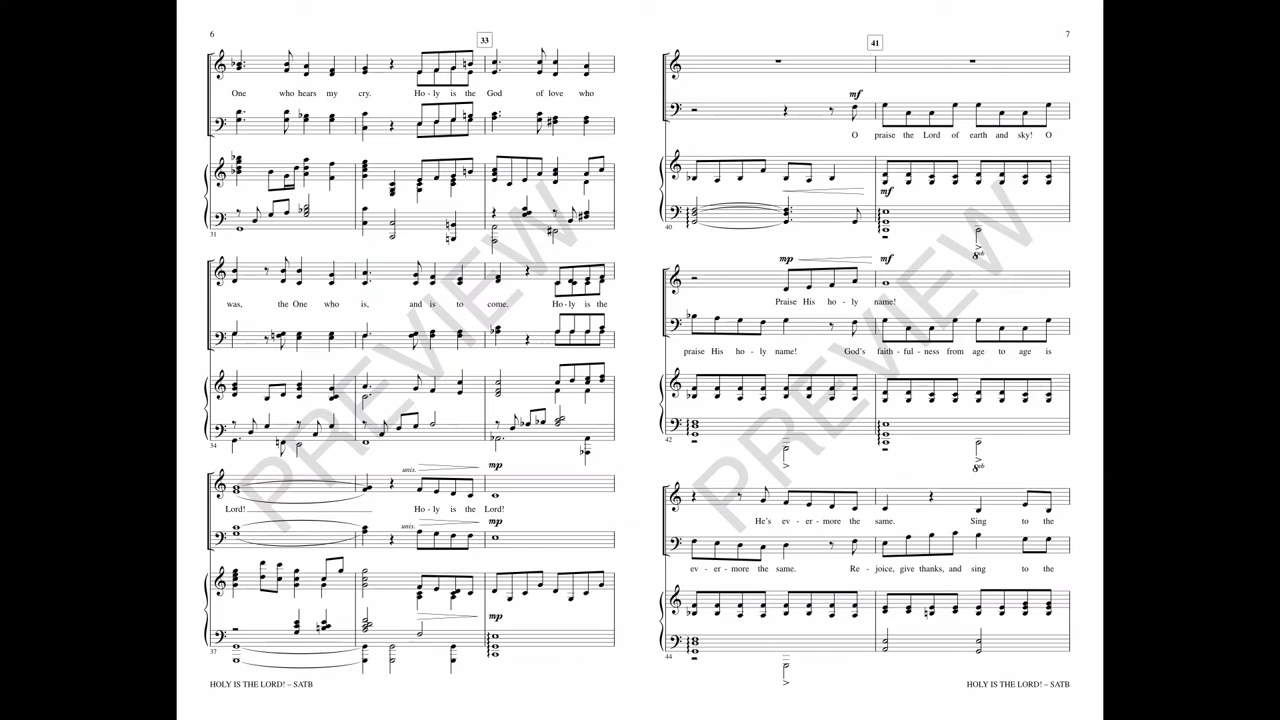 6
33
One who hears my cry. Ho - ly is the God of love who
31
was, the One who is, and is to come. Ho - ly is the
34
unis.
mp
Lord! Ho - ly is the Lord!
unis.
mp
mp
37
HOLY IS THE LORD! – SATB
7
41
mf
O praise the Lord of earth and sky! O
mf
40
8vb
mp
mf
Praise His ho - ly name!
praise His ho - ly name! God's faith - ful - ness from age to age is
42
8vb
He's ev - er - more the same. Sing to the
ev - er - more the same. Re - joice, give thanks, and sing to the
44
HOLY IS THE LORD! – SATB
PREVIEW
PREVIEW